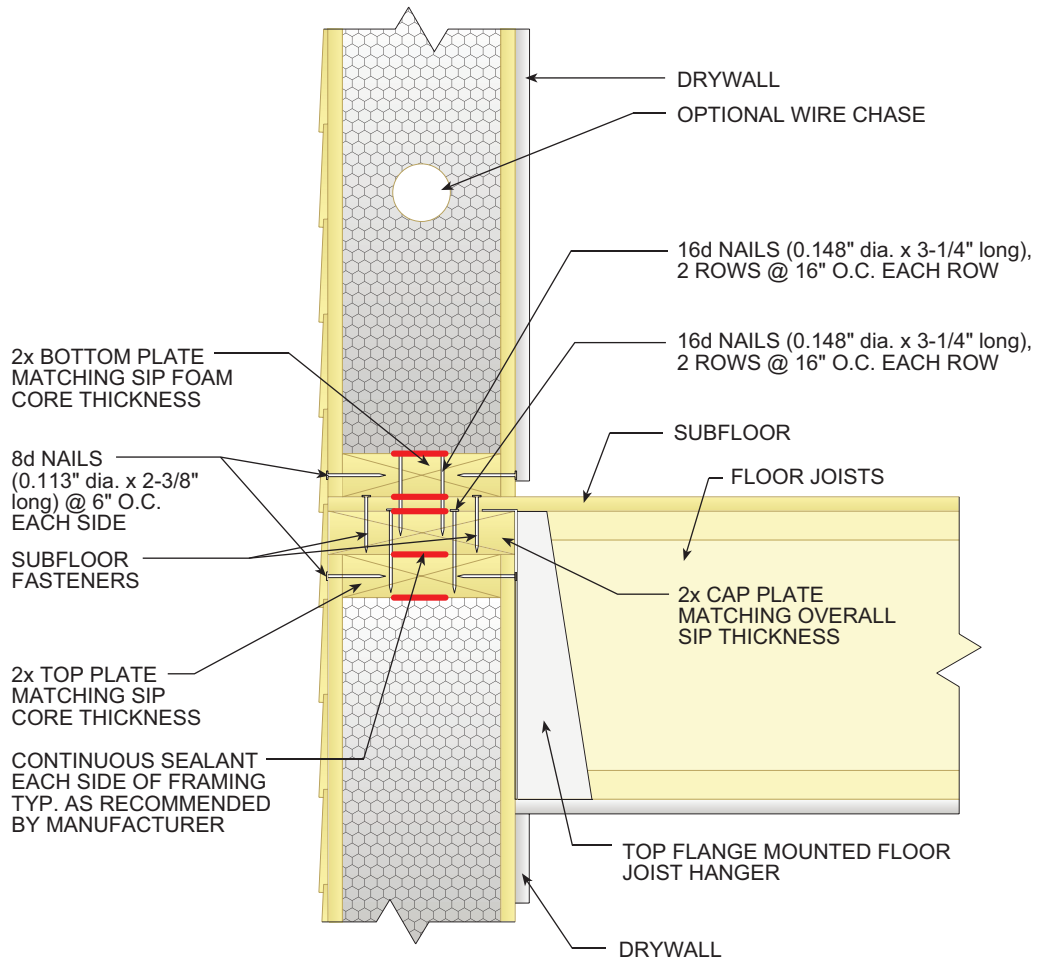 DRYWALL
OPTIONAL WIRE CHASE
16d NAILS (0.148" dia. x 3-1/4" long),
2 ROWS @ 16" O.C. EACH ROW
16d NAILS (0.148" dia. x 3-1/4" long),
2 ROWS @ 16" O.C. EACH ROW
2x BOTTOM PLATE
MATCHING SIP FOAM
CORE THICKNESS
SUBFLOOR
8d NAILS
(0.113" dia. x 2-3/8"
long) @ 6" O.C.
EACH SIDE
FLOOR JOISTS
SUBFLOOR
FASTENERS
2x CAP PLATE
MATCHING OVERALL
SIP THICKNESS
2x TOP PLATE
MATCHING SIP
CORE THICKNESS
CONTINUOUS SEALANT
EACH SIDE OF FRAMING
TYP. AS RECOMMENDED
BY MANUFACTURER
TOP FLANGE MOUNTED FLOOR
JOIST HANGER
DRYWALL